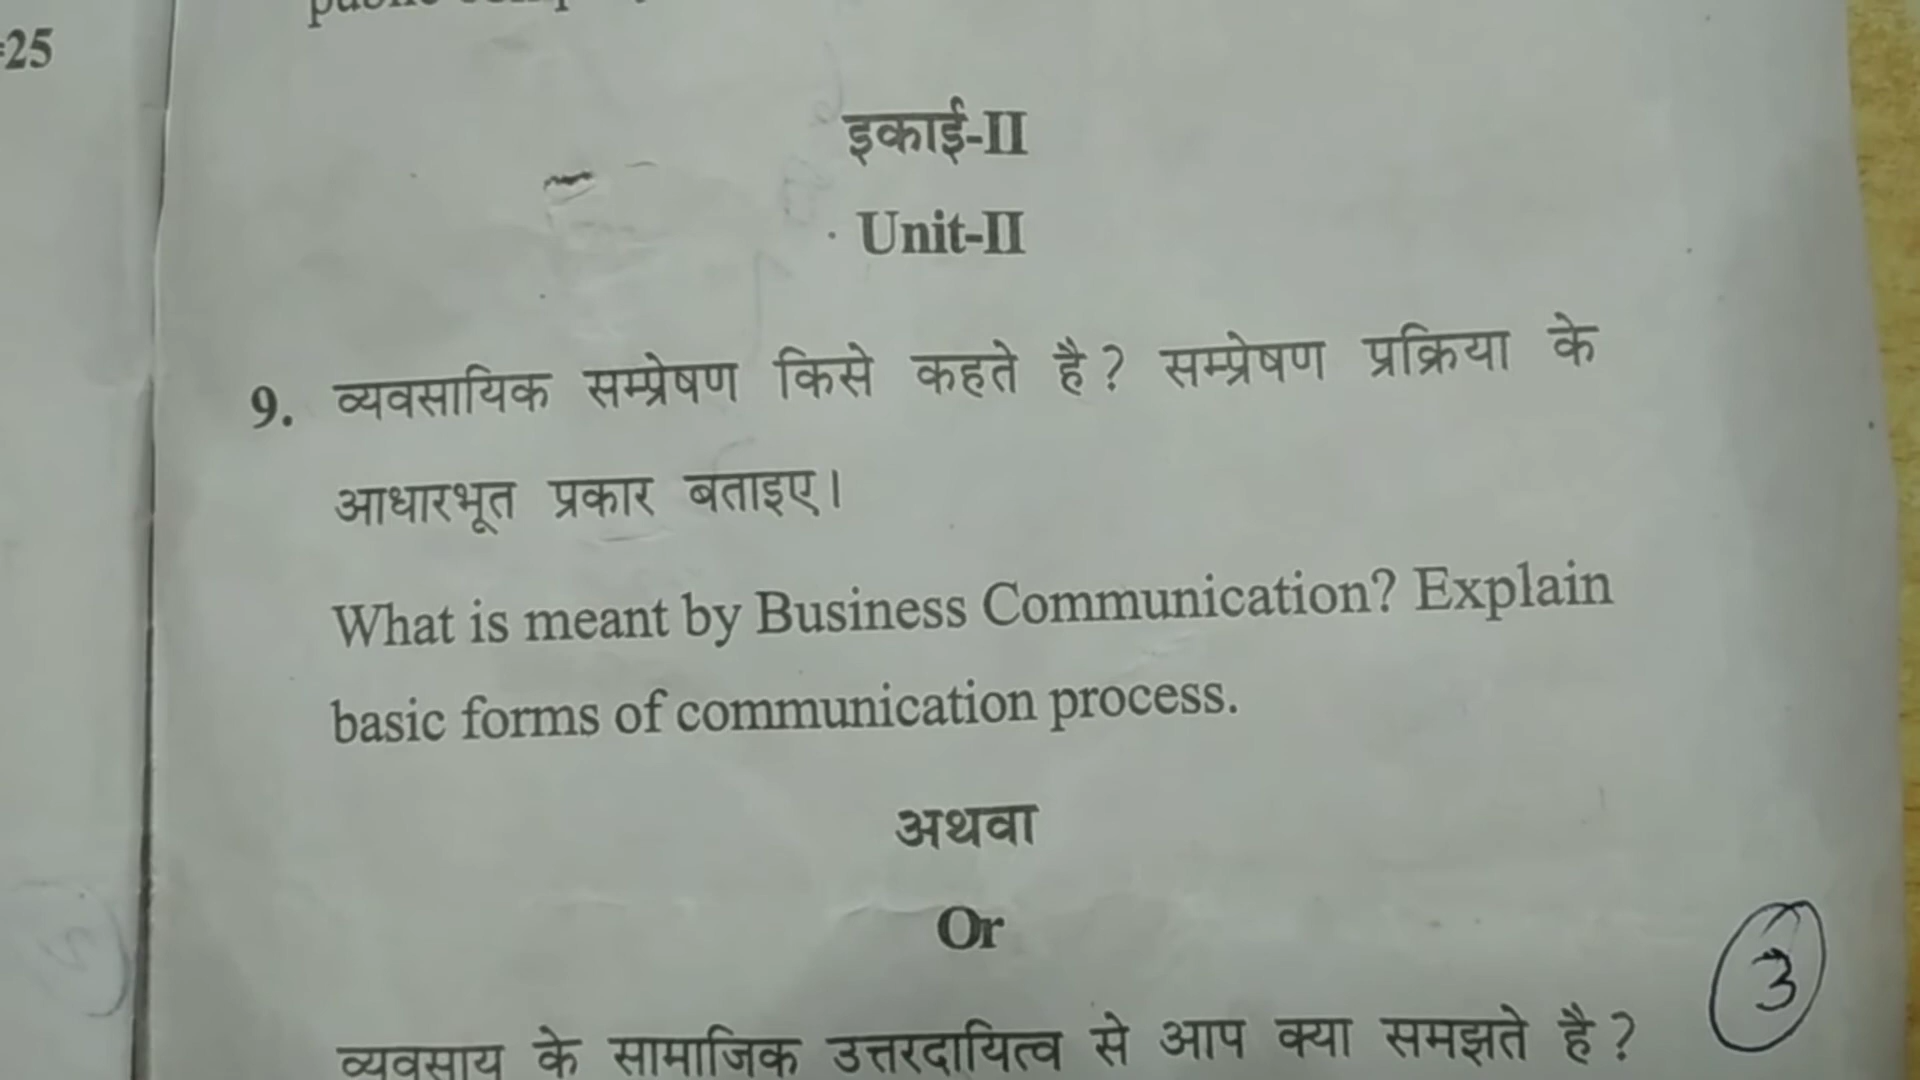 =25
इकाई-II
Unit-II
9. व्यवसायिक सम्प्रेषण किसे कहते है? सम्प्रेषण प्रक्रिया के
आधारभूत प्रकार बताइए।
What is meant by Business Communication? Explain
basic forms of communication process.
अथवा
Or
3
व्यवसाय के सामाजिक उत्तरदायित्व से आप क्या समझते है?